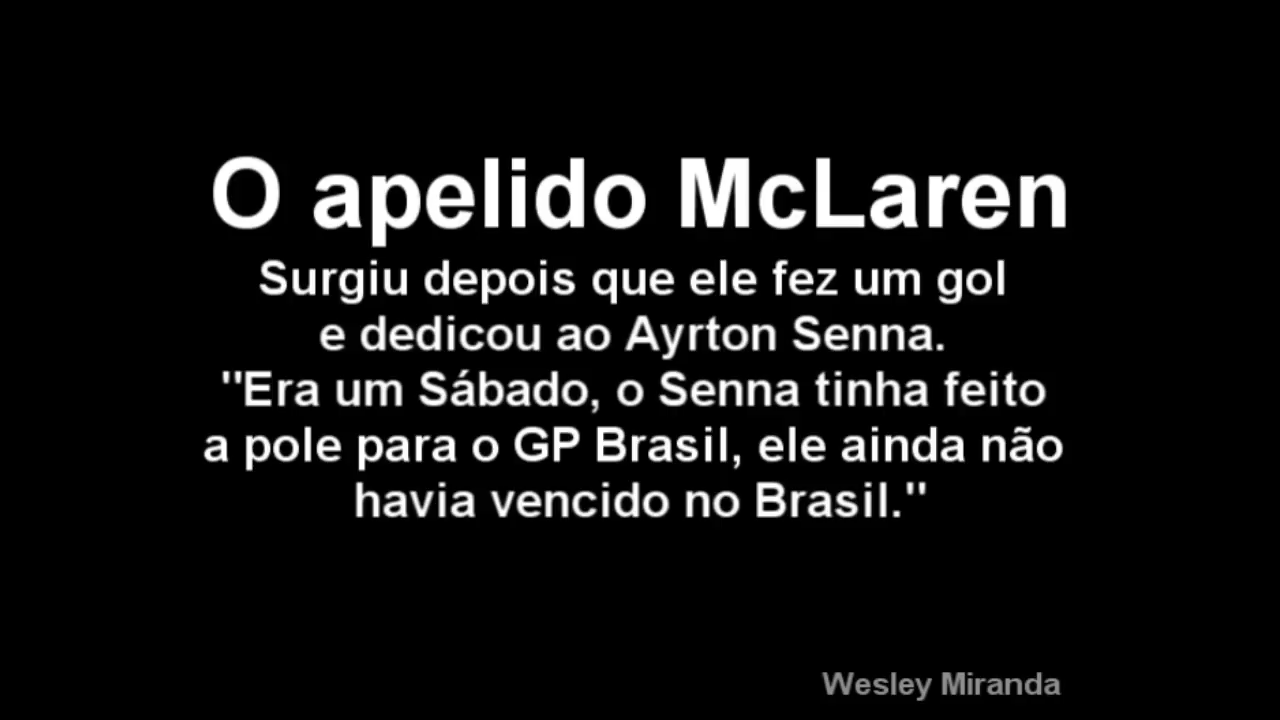 O apelido McLaren
Surgiu depois que ele fez um gol
e dedicou ao Ayrton Senna.
"Era um Sábado, o Senna tinha feito
a pole para o GP Brasil, ele ainda não
havia vencido no Brasil."
Wesley Miranda